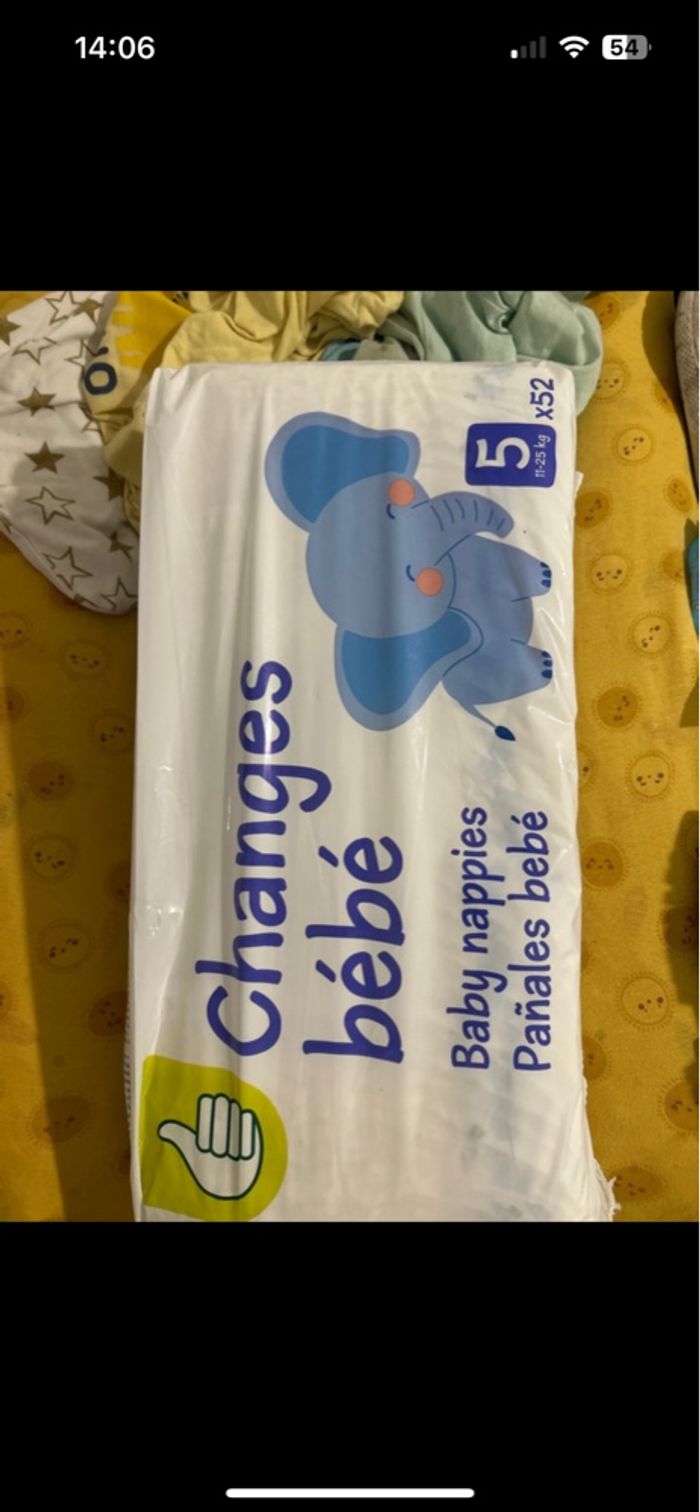 14:06
54
Changes
bébé
Baby nappies
Pañales bebé
5
11-25 kg
x52